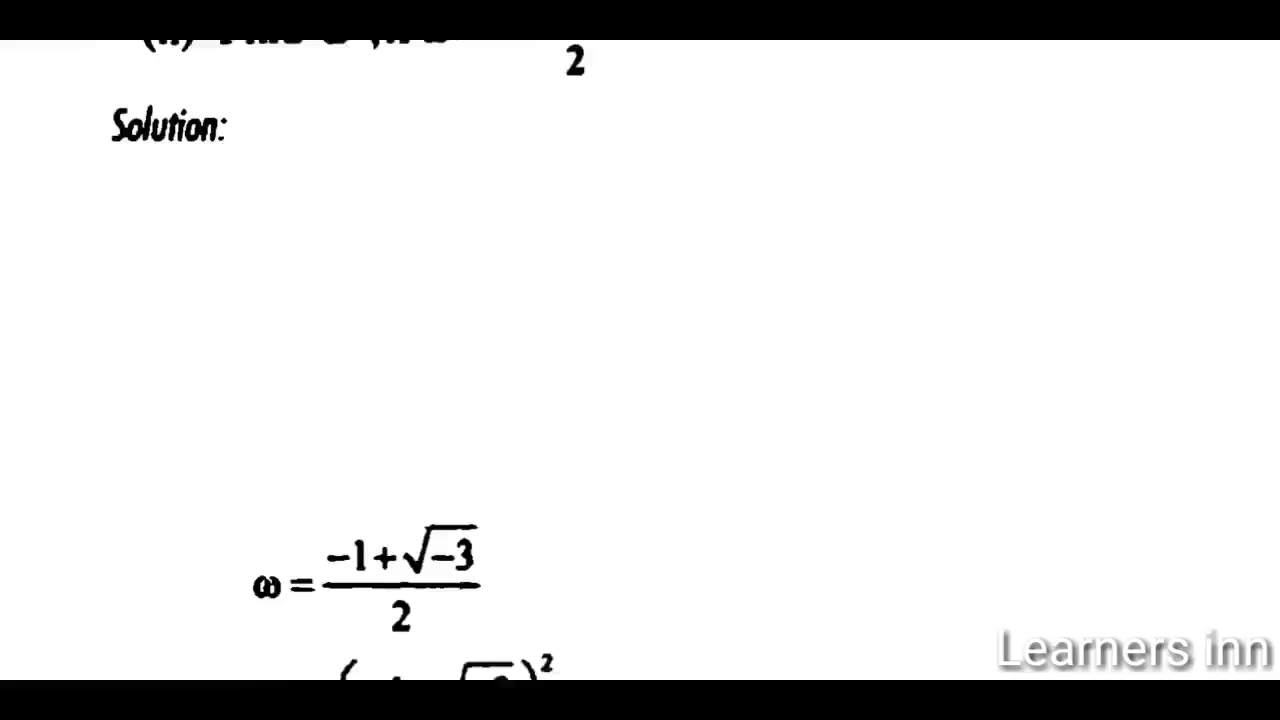 2
Solution:
ω = (-1 + √-3) / 2
Learners inn